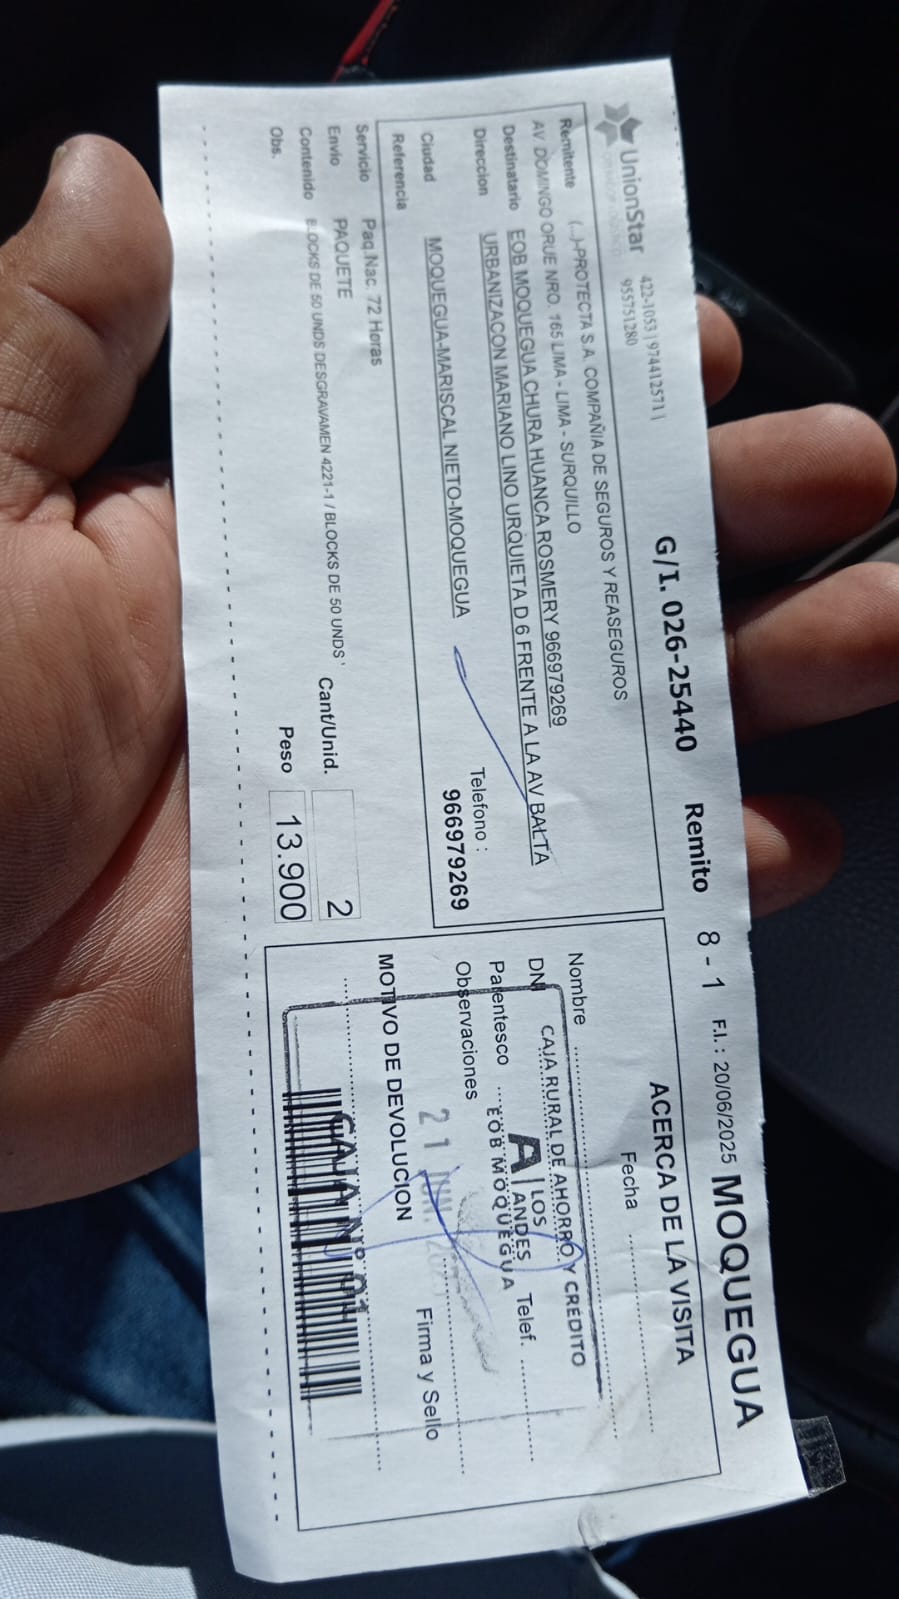 UnionStar
422-1053 | 974412571 |
955751280
G/I. 026-25440
Remito 8 - 1
F.I.: 20/06/2025
MOQUEGUA
Remitente (...)-PROTECTA S.A. COMPAÑIA DE SEGUROS Y REASEGUROS
AV. DOMINGO ORUE NRO. 165 LIMA - LIMA - SURQUILLO
Destinatario EOB MOQUEGUA CHURA HUANCA ROSMERY 966979269
Direccion URBANIZACON MARIANO LINO URQUIETA D 6 FRENTE A LA AV BALTA
Telefono :
Ciudad MOQUEGUA-MARISCAL NIETO-MOQUEGUA 966979269
Referencia
Servicio Paq.Nac. 72 Horas
Envio PAQUETE
Cant/Unid. 2
Contenido BLOCKS DE 50 UNDS DESGRAVAMEN 4221-1 / BLOCKS DE 50 UNDS '
Obs.
Peso 13.900
ACERCA DE LA VISITA
Fecha
Nombre
CAJA RURAL DE AHORRO Y CREDITO
DNI
A LOS
ANDES
Telef.
Parentesco
EOB MOQUEGUA
Observaciones
21 JUN.
Firma y Sello
MOTIVO DE DEVOLUCION
CAJA Nº 01